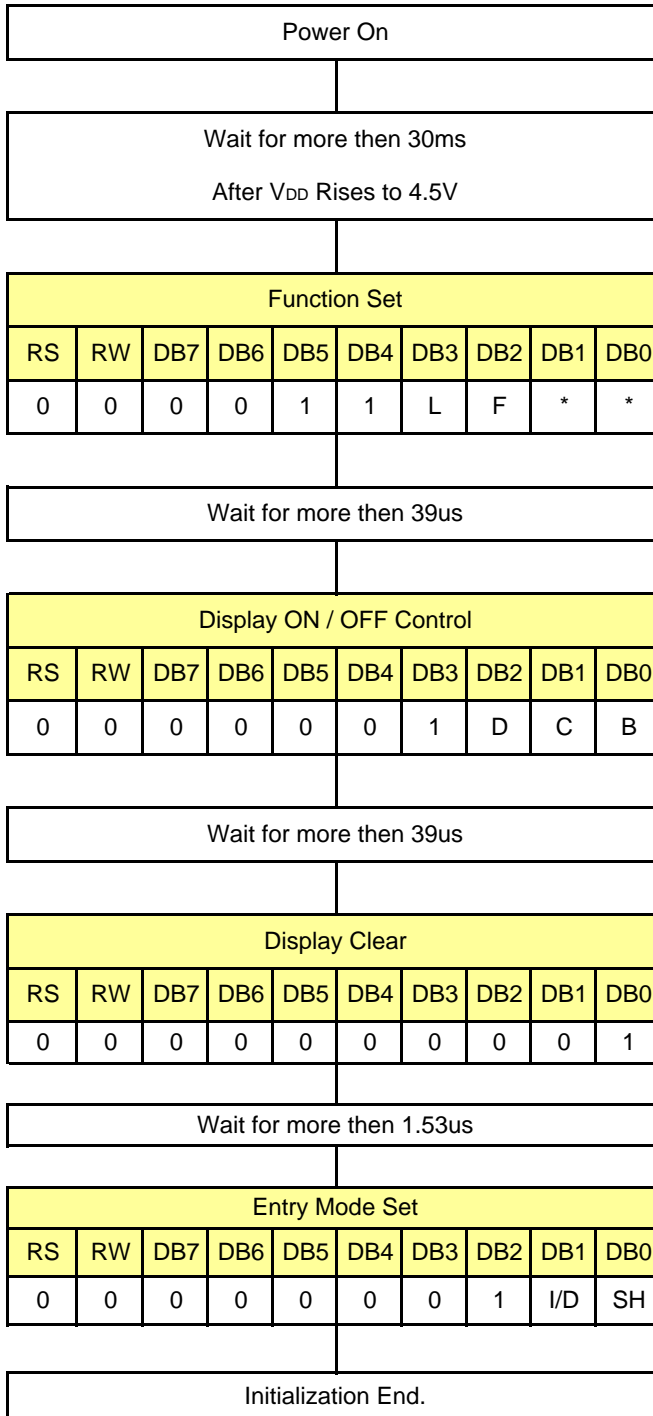 Power On
Wait for more then 30ms
After VDD Rises to 4.5V
Function Set
RS RW DB7 DB6 DB5 DB4 DB3 DB2 DB1 DB0
0 0 0 0 1 1 L F * *
Wait for more then 39us
Display ON / OFF Control
RS RW DB7 DB6 DB5 DB4 DB3 DB2 DB1 DB0
0 0 0 0 0 0 1 D C B
Wait for more then 39us
Display Clear
RS RW DB7 DB6 DB5 DB4 DB3 DB2 DB1 DB0
0 0 0 0 0 0 0 0 0 1
Wait for more then 1.53us
Entry Mode Set
RS RW DB7 DB6 DB5 DB4 DB3 DB2 DB1 DB0
0 0 0 0 0 0 0 1 I/D SH
Initialization End.